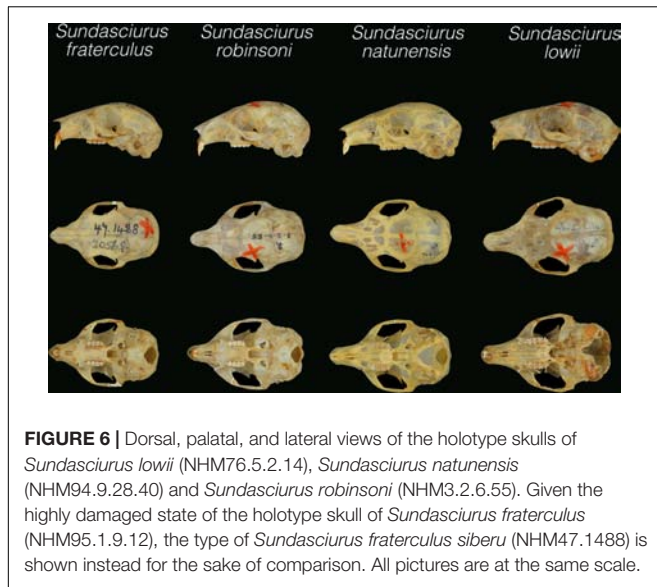 Sundasciurus fraterculus
Sundasciurus robinsoni
Sundasciurus natunensis
Sundasciurus lowii
47.1488
FIGURE 6 | Dorsal, palatal, and lateral views of the holotype skulls of
Sundasciurus lowii (NHM76.5.2.14), Sundasciurus natunensis
(NHM94.9.28.40) and Sundasciurus robinsoni (NHM3.2.6.55). Given the
highly damaged state of the holotype skull of Sundasciurus fraterculus
(NHM95.1.9.12), the type of Sundasciurus fraterculus siberu (NHM47.1488) is
shown instead for the sake of comparison. All pictures are at the same scale.